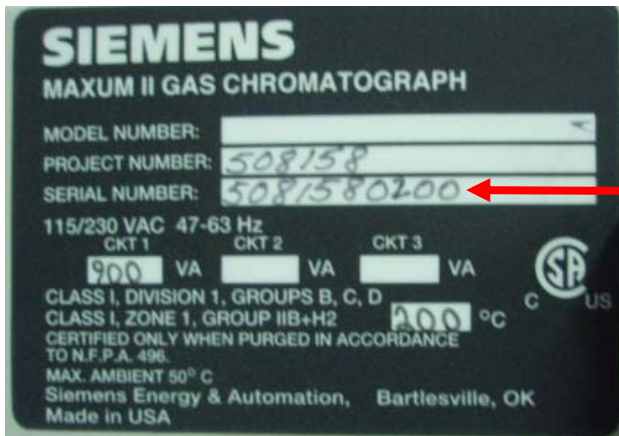 SIEMENS
MAXUM II GAS CHROMATOGRAPH
MODEL NUMBER:
PROJECT NUMBER: 508158
SERIAL NUMBER: 5081580200
115/230 VAC 47-63 Hz
CKT 1 CKT 2 CKT 3
900 VA VA VA
CLASS I, DIVISION 1, GROUPS B, C, D
CLASS I, ZONE 1, GROUP IIB+H2 200 °C
CERTIFIED ONLY WHEN PURGED IN ACCORDANCE
TO N.F.P.A. 496.
MAX. AMBIENT 50° C
Siemens Energy & Automation, Bartlesville, OK
Made in USA
C SA US